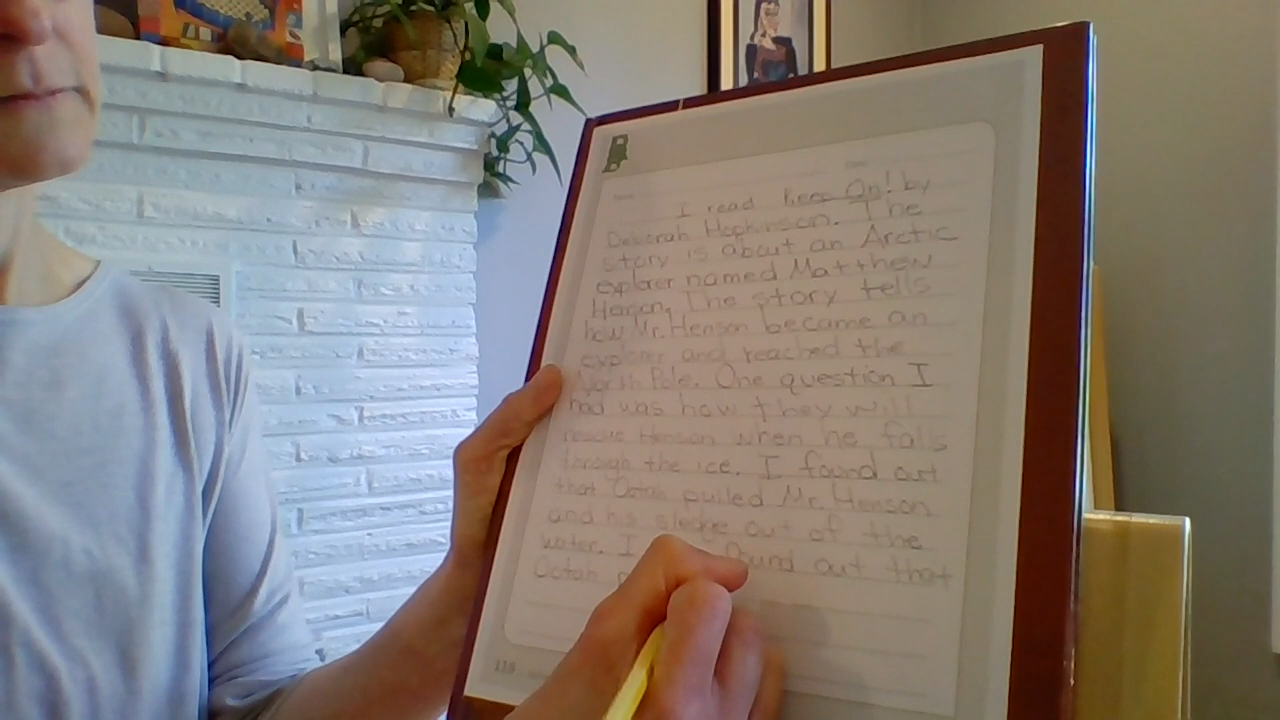 I read Keep On! by
Deborah Hopkinson. The
story is about an Arctic
explorer named Matthew
Henson. The story tells
how Mr. Henson became an
explorer and reached the
North Pole. One question I
had was how they will
rescue Henson when he falls
through the ice. I found out
that Ootah pulled Mr. Henson
and his sledge out of the
water. I found out that
Ootah
118